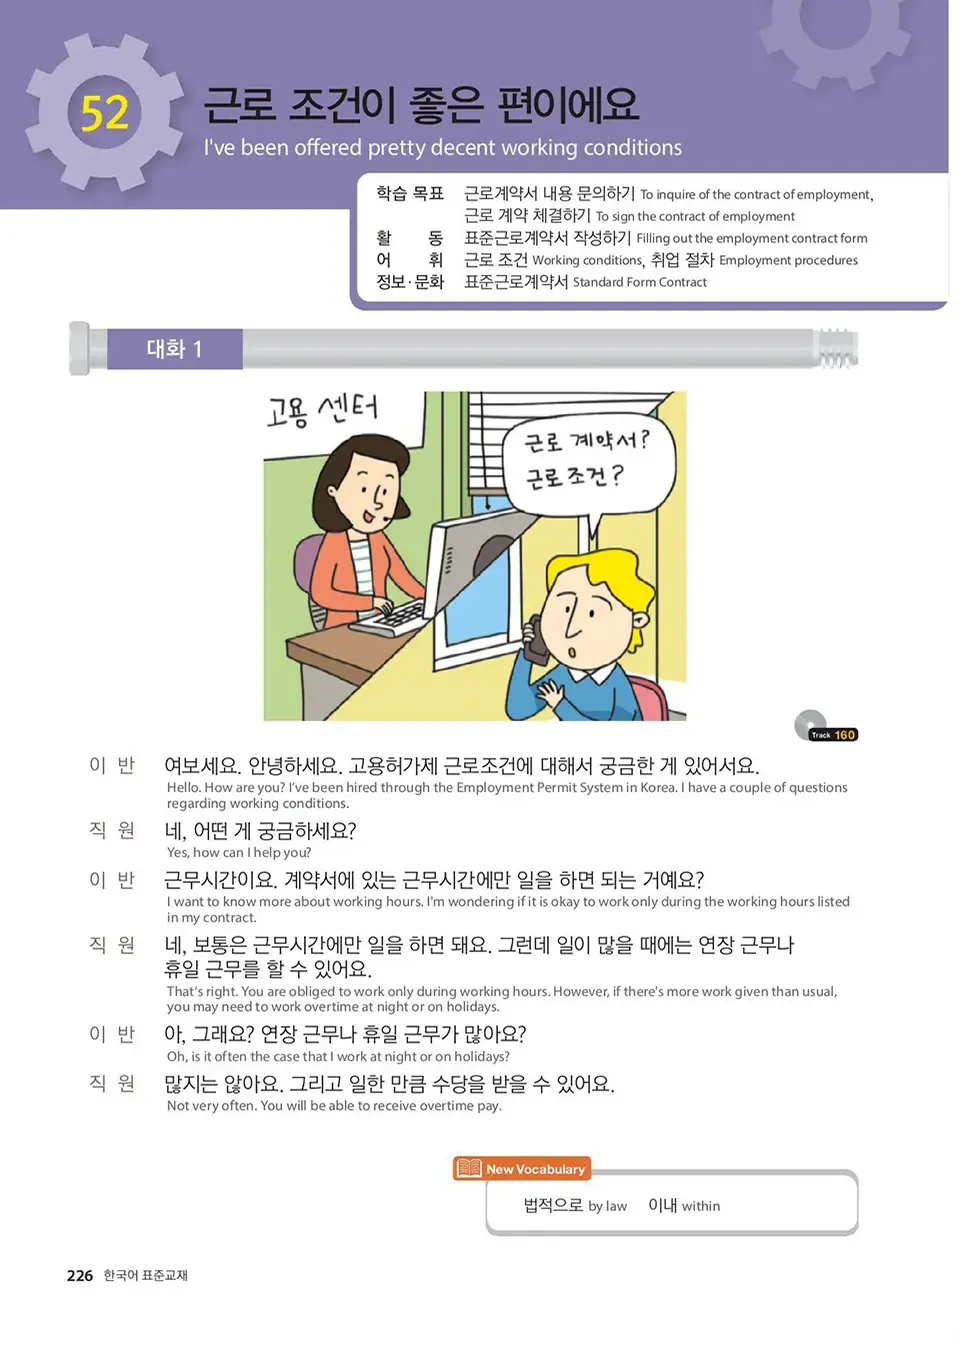 52
근로 조건이 좋은 편이에요
I've been offered pretty decent working conditions
학습 목표 근로계약서 내용 문의하기 To inquire of the contract of employment,
근로 계약 체결하기 To sign the contract of employment
활 동 표준근로계약서 작성하기 Filling out the employment contract form
어 휘 근로 조건 Working conditions, 취업 절차 Employment procedures
정보·문화 표준근로계약서 Standard Form Contract
대화 1
고용 센터
근로 계약서?
근로조건?
Track 160
이 반 여보세요. 안녕하세요. 고용허가제 근로조건에 대해서 궁금한 게 있어서요.
Hello. How are you? I've been hired through the Employment Permit System in Korea. I have a couple of questions
regarding working conditions.
직 원 네, 어떤 게 궁금하세요?
Yes, how can I help you?
이 반 근무시간이요. 계약서에 있는 근무시간에만 일을 하면 되는 거예요?
I want to know more about working hours. I'm wondering if it is okay to work only during the working hours listed
in my contract.
직 원 네, 보통은 근무시간에만 일을 하면 돼요. 그런데 일이 많을 때에는 연장 근무나
휴일 근무를 할 수 있어요.
That's right. You are obliged to work only during working hours. However, if there's more work given than usual,
you may need to work overtime at night or on holidays.
이 반 아, 그래요? 연장 근무나 휴일 근무가 많아요?
Oh, is it often the case that I work at night or on holidays?
직 원 많지는 않아요. 그리고 일한 만큼 수당을 받을 수 있어요.
Not very often. You will be able to receive overtime pay.
New Vocabulary
법적으로 by law 이내 within
226 한국어 표준교재